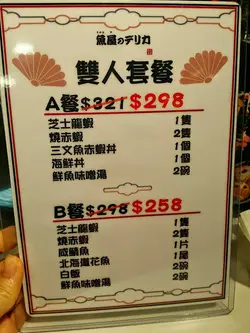 魚屋のデリカ
雙人套餐
A餐$321 $298
芝士龍蝦 1隻
燒赤蝦 2隻
三文魚赤蝦丼 1個
海鮮丼 1個
鮮魚味噌湯 2碗
B餐$298 $258
芝士龍蝦 1隻
燒赤蝦 2隻
鹹鯖魚 1片
北海道花魚 1尾
白飯 2碗
鮮魚味噌湯 2碗